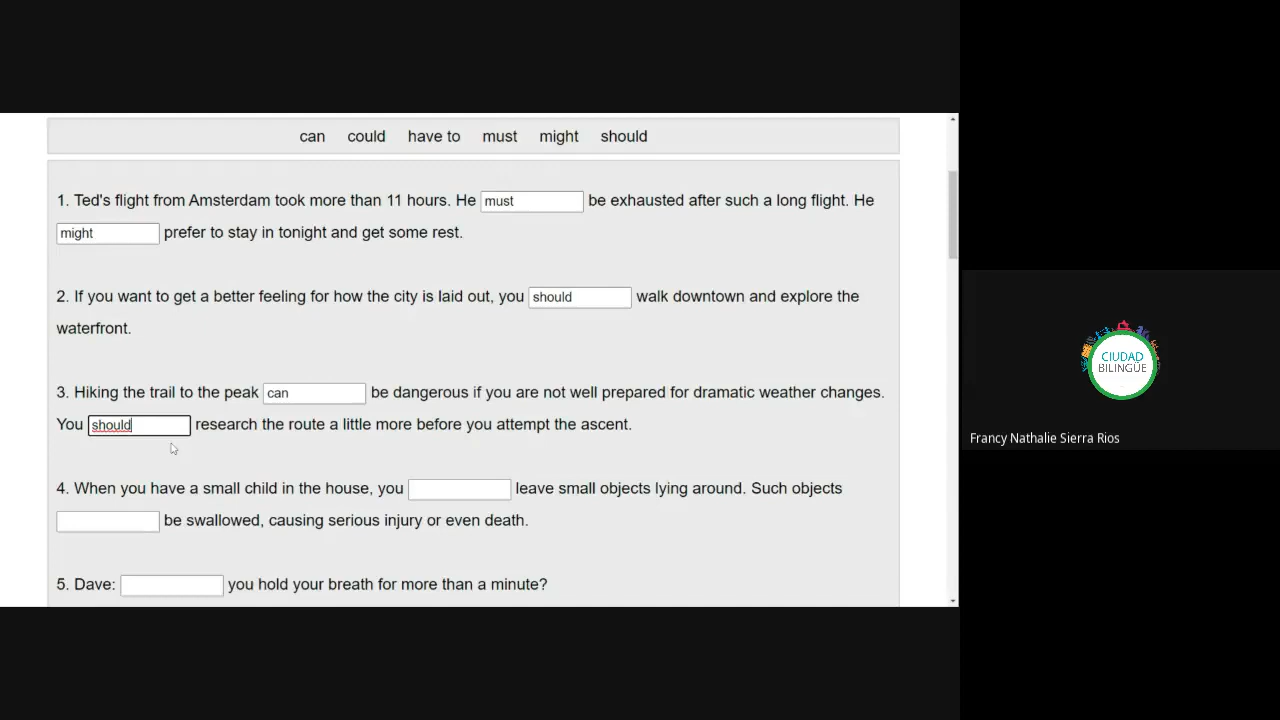 can could have to must might should
1. Ted's flight from Amsterdam took more than 11 hours. He must be exhausted after such a long flight. He
might prefer to stay in tonight and get some rest.
2. If you want to get a better feeling for how the city is laid out, you should walk downtown and explore the
waterfront.
3. Hiking the trail to the peak can be dangerous if you are not well prepared for dramatic weather changes.
You should research the route a little more before you attempt the ascent.
4. When you have a small child in the house, you leave small objects lying around. Such objects
be swallowed, causing serious injury or even death.
5. Dave: you hold your breath for more than a minute?
CIUDAD
BILINGÜE
Francy Nathalie Sierra Rios